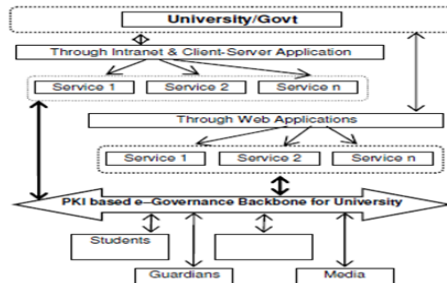 University/Govt
Through Intranet & Client-Server Application
Service 1
Service 2
Service n
Through Web Applications
Service 1
Service 2
Service n
PKI based e-Governance Backbone for University
Students
Guardians
Media